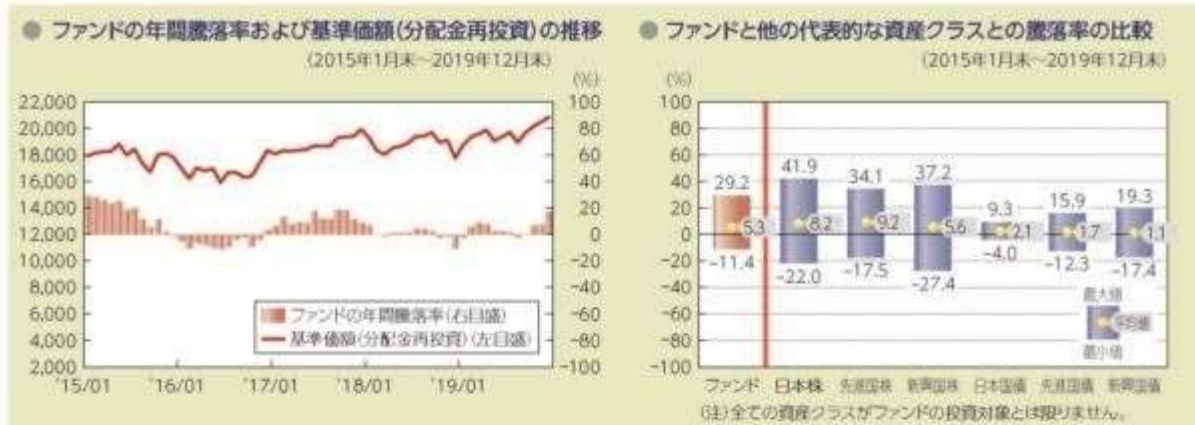 ● ファンドの年間騰落率および基準価額(分配金再投資)の推移
(2015年1月末～2019年12月末)
(%)
22,000 100
20,000 80
18,000 60
16,000 40
14,000 20
12,000 0
10,000 -20
8,000 -40
6,000 -60
4,000 -80
2,000 -100
ファンドの年間騰落率(右目盛)
基準価額(分配金再投資)(左目盛)
'15/01 '16/01 '17/01 '18/01 '19/01
● ファンドと他の代表的な資産クラスとの騰落率の比較
(2015年1月末～2019年12月末)
(%)
100
80
60
40
20
0
-20
-40
-60
-80
-100
29.2 41.9 34.1 37.2 9.3 15.9 19.3
5.3 8.2 9.2 5.6 2.1 1.7 1.1
-11.4 -22.0 -17.5 -27.4 -4.0 -12.3 -17.4
最大値
平均値
最小値
ファンド 日本株 先進国株 新興国株 日本国債 先進国債 新興国債
(注)全ての資産クラスがファンドの投資対象とは限りません。